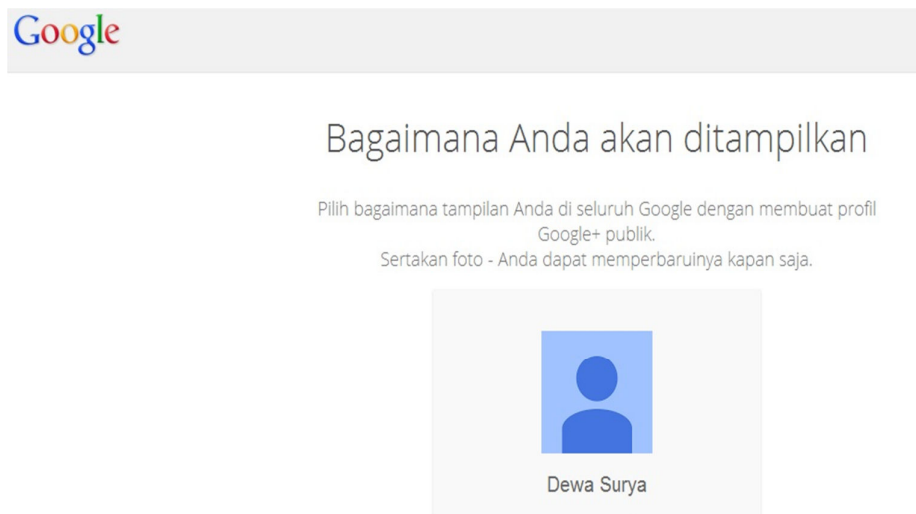 Google
Bagaimana Anda akan ditampilkan
Pilih bagaimana tampilan Anda di seluruh Google dengan membuat profil
Google+ publik.
Sertakan foto - Anda dapat memperbaruinya kapan saja.
Dewa Surya